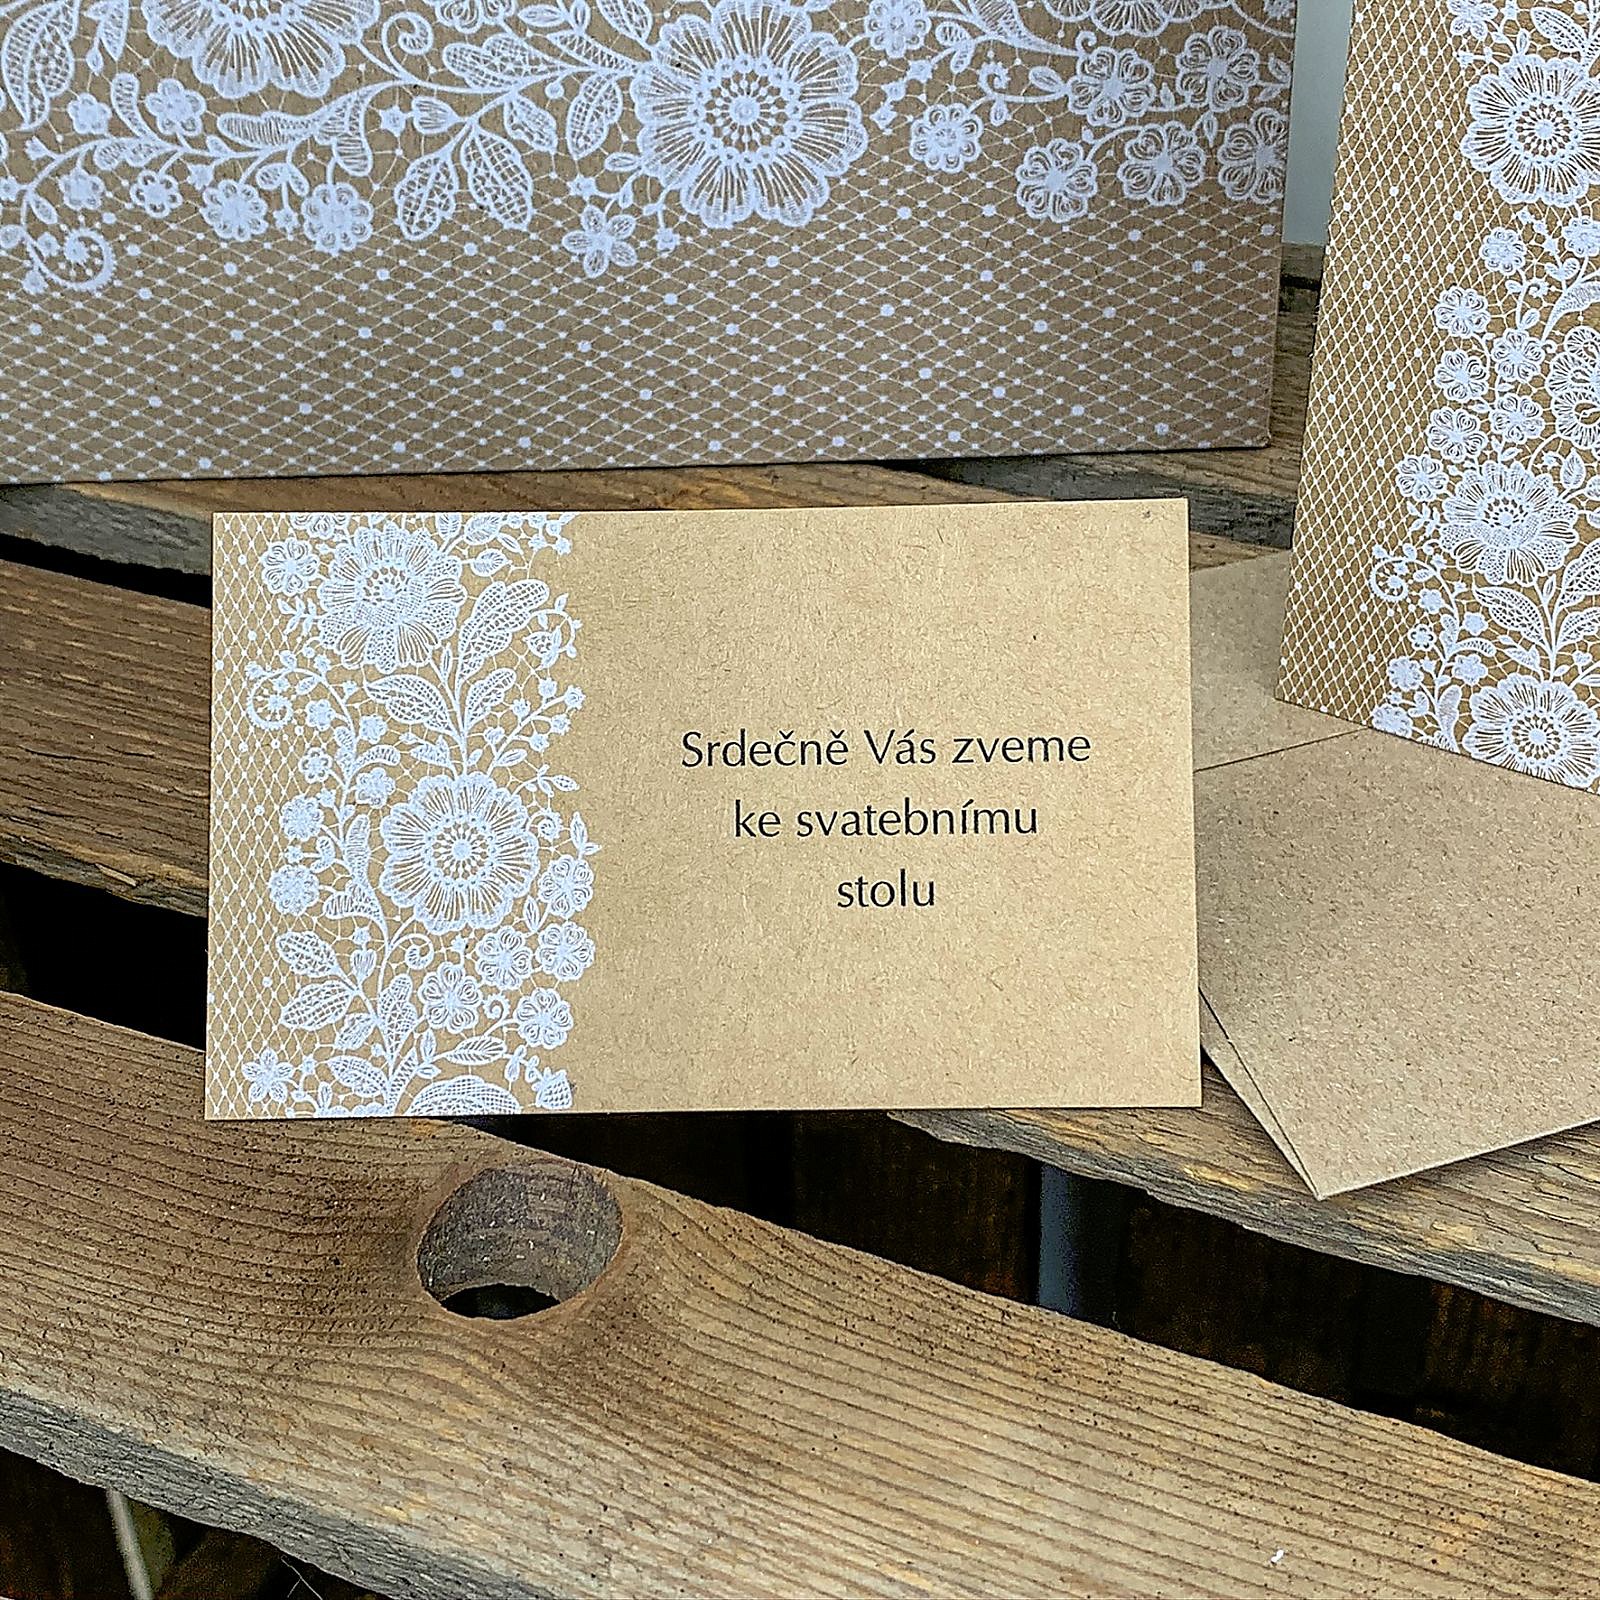 Srdečně Vás zveme
ke svatebnímu
stolu